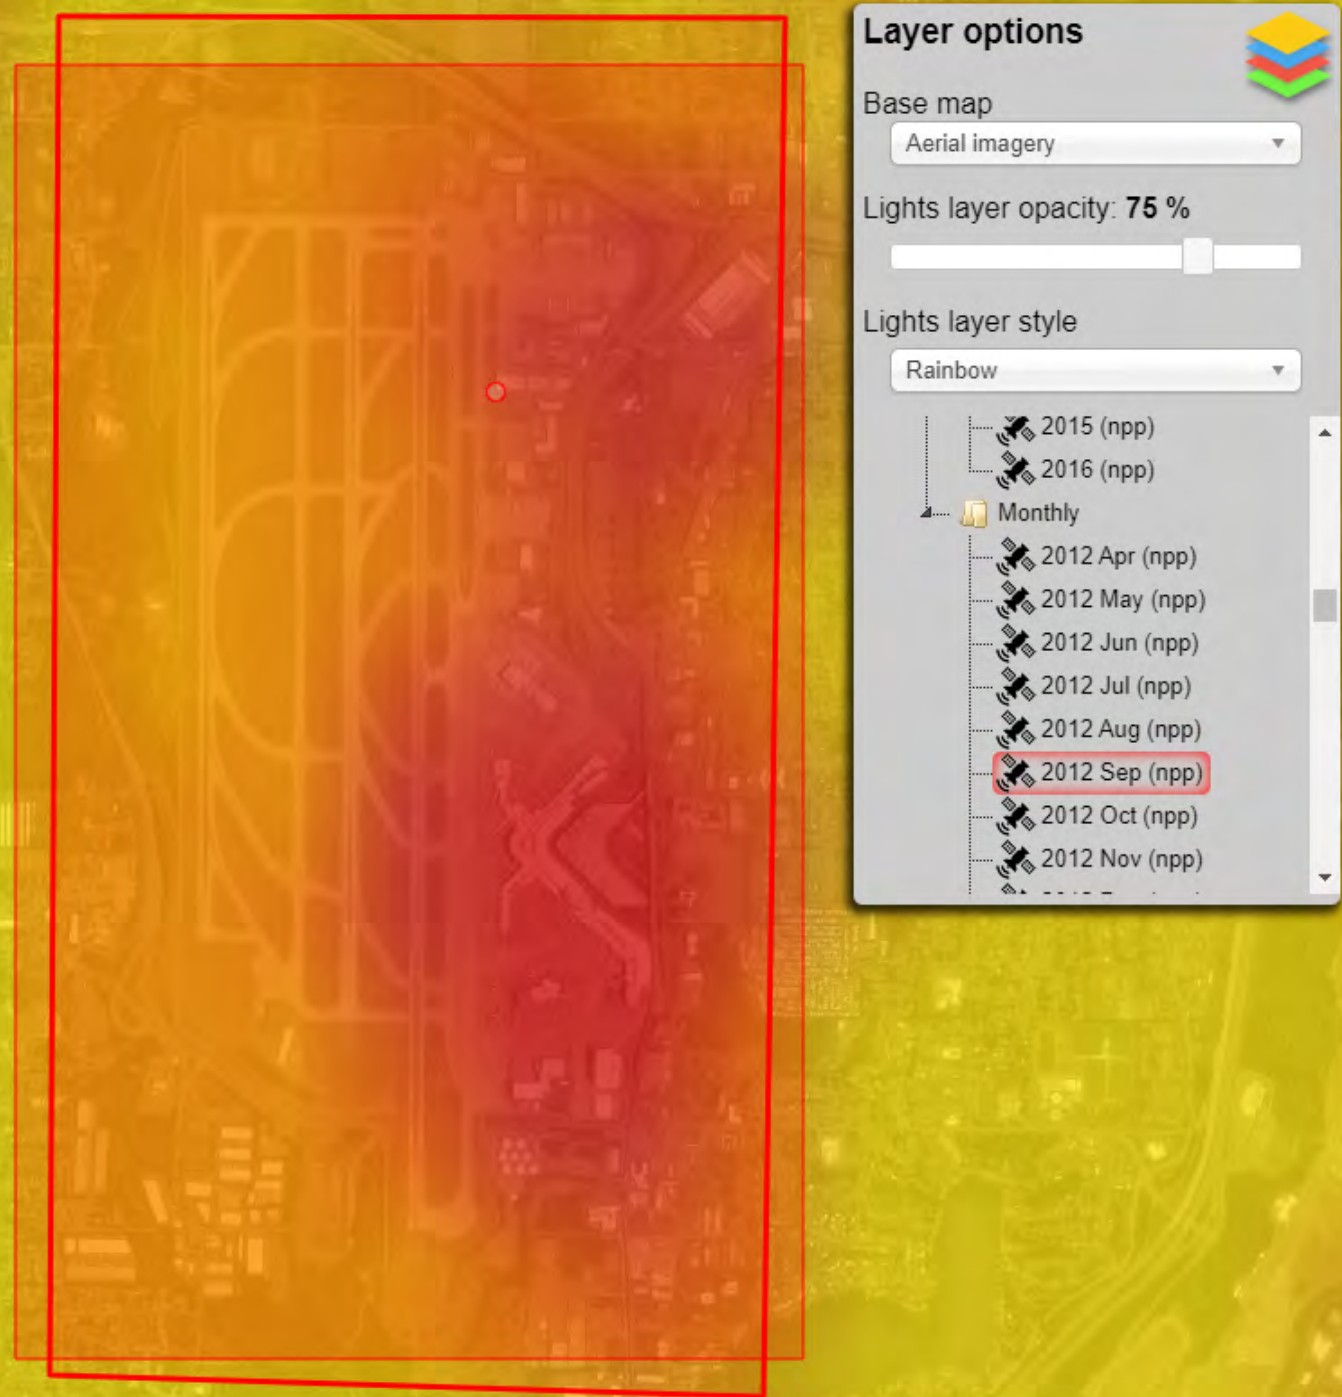 Layer options
Base map
Aerial imagery
Lights layer opacity: 75 %
Lights layer style
Rainbow
2015 (npp)
2016 (npp)
Monthly
2012 Apr (npp)
2012 May (npp)
2012 Jun (npp)
2012 Jul (npp)
2012 Aug (npp)
2012 Sep (npp)
2012 Oct (npp)
2012 Nov (npp)